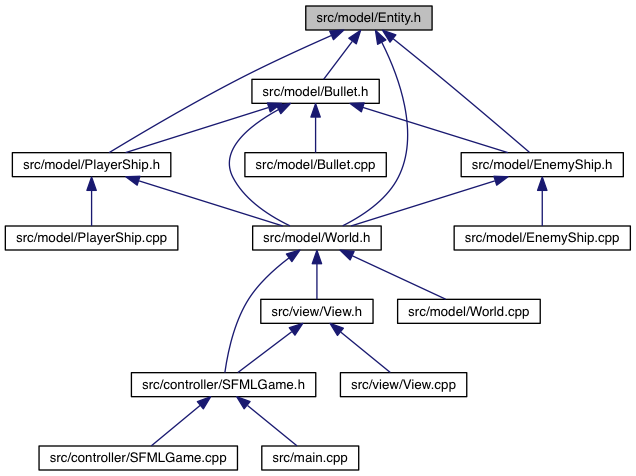 src/model/Entity.h
src/model/Bullet.h
src/model/PlayerShip.h
src/model/Bullet.cpp
src/model/EnemyShip.h
src/model/PlayerShip.cpp
src/model/World.h
src/model/EnemyShip.cpp
src/view/View.h
src/model/World.cpp
src/controller/SFMLGame.h
src/view/View.cpp
src/controller/SFMLGame.cpp
src/main.cpp